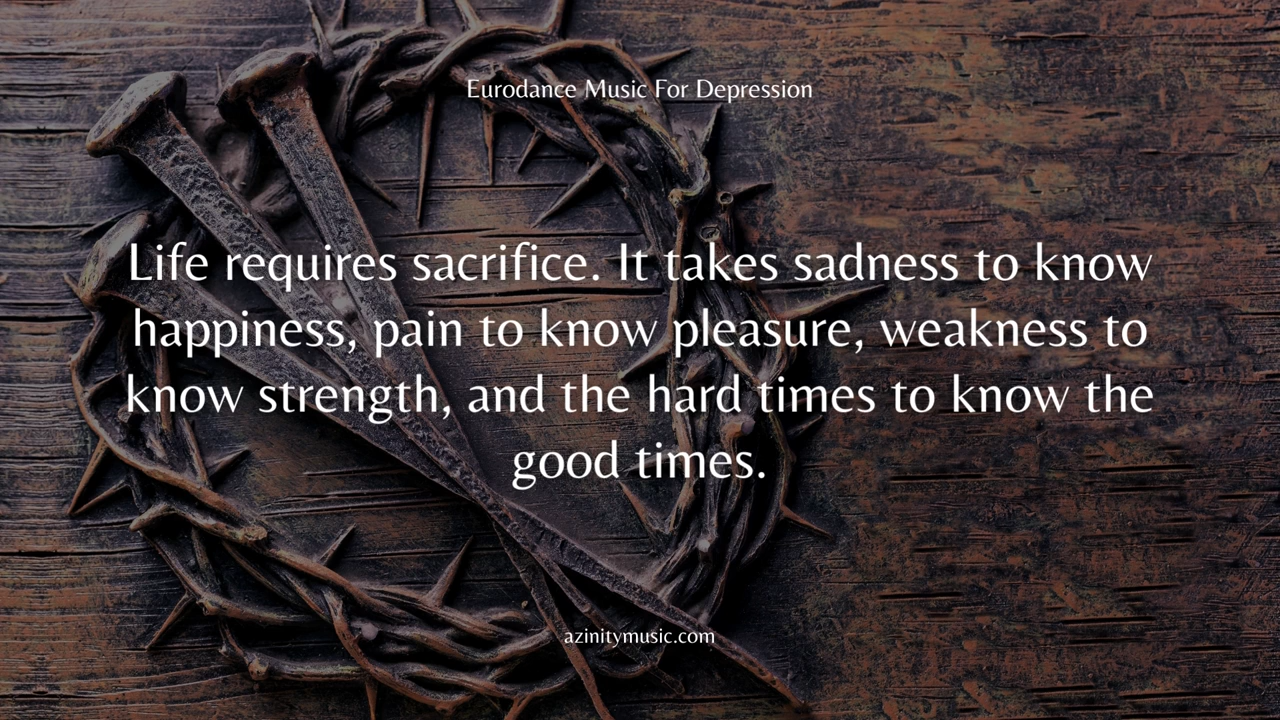 Eurodance Music For Depression
Life requires sacrifice. It takes sadness to know
happiness, pain to know pleasure, weakness to
know strength, and the hard times to know the
good times.
azinitymusic.com